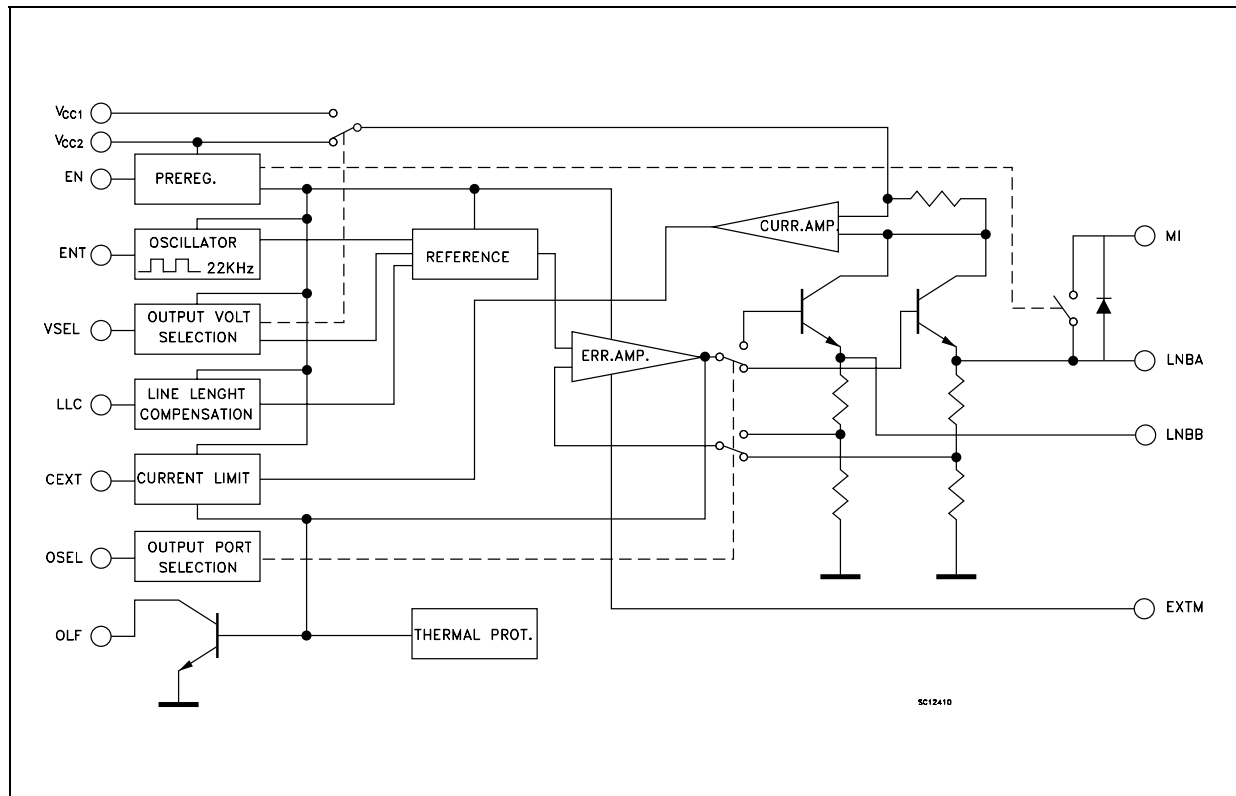 VCC1
VCC2
EN
PREREG.
ENT
OSCILLATOR
22KHz
REFERENCE
CURR.AMP.
MI
VSEL
OUTPUT VOLT
SELECTION
ERR.AMP.
LNBA
LLC
LINE LENGHT
COMPENSATION
LNBB
CEXT
CURRENT LIMIT
OSEL
OUTPUT PORT
SELECTION
OLF
THERMAL PROT.
EXTM
SC12410